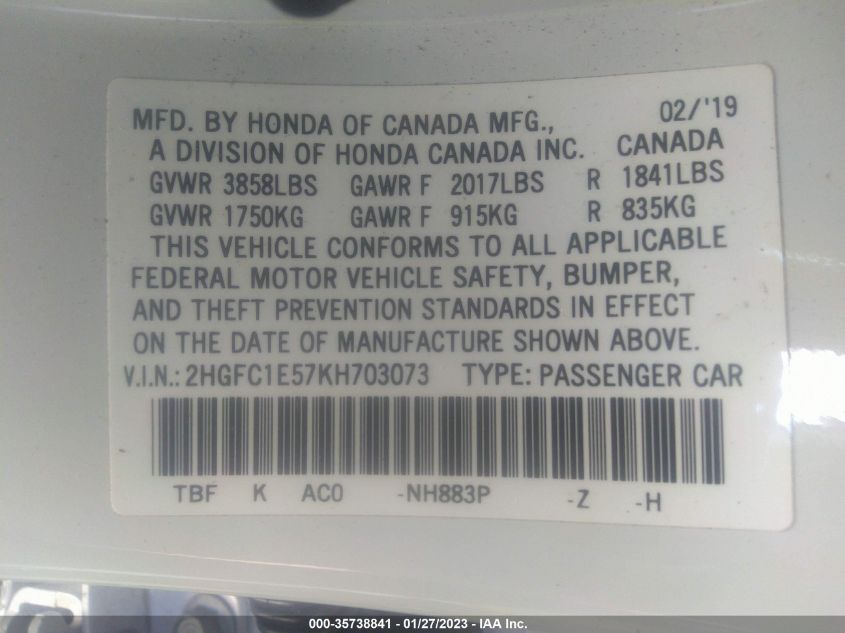 MFD. BY HONDA OF CANADA MFG., 02/'19
A DIVISION OF HONDA CANADA INC. CANADA
GVWR 3858LBS GAWR F 2017LBS R 1841LBS
GVWR 1750KG GAWR F 915KG R 835KG
THIS VEHICLE CONFORMS TO ALL APPLICABLE
FEDERAL MOTOR VEHICLE SAFETY, BUMPER,
AND THEFT PREVENTION STANDARDS IN EFFECT
ON THE DATE OF MANUFACTURE SHOWN ABOVE.
V.I.N.: 2HGFC1E57KH703073 TYPE: PASSENGER CAR
TBF K AC0 -NH883P -Z -H
000-35738841 - 01/27/2023 - IAA Inc.